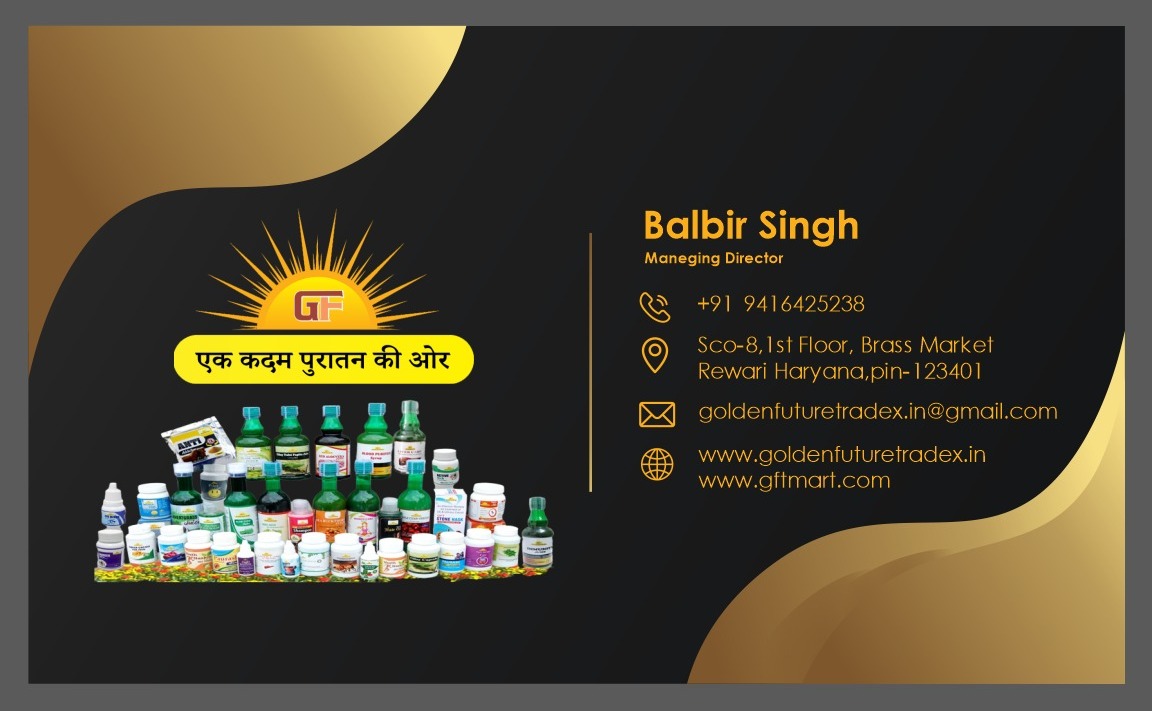 GF
एक कदम पुरातन की ओर
ANTI
Balbir Singh
Maneging Director
+91 9416425238
Sco-8,1st Floor, Brass Market
Rewari Haryana,pin-123401
goldenfuturetradex.in@gmail.com
www.goldenfuturetradex.in
www.gftmart.com